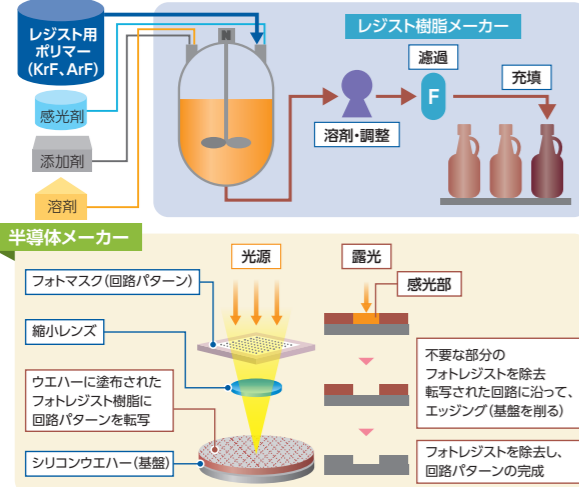 レジスト用
ポリマー
(KrF、ArF)
感光剤
添加剤
溶剤
N
レジスト樹脂メーカー
濾過
F
溶剤・調整
充填
半導体メーカー
光源
フォトマスク(回路パターン)
縮小レンズ
ウエハーに塗布された
フォトレジスト樹脂に
回路パターンを転写
シリコンウエハー(基盤)
露光
感光部
不要な部分の
フォトレジストを除去
転写された回路に沿って、
エッジング(基盤を削る)
フォトレジストを除去し、
回路パターンの完成